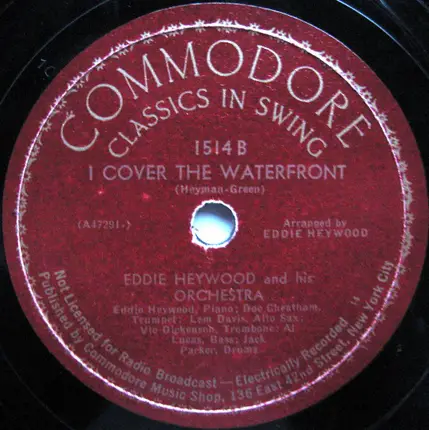 COMMODORE
CLASSICS IN SWING
1514 B
I COVER THE WATERFRONT
(Heyman-Green)
(A47291-)
Arranged by
EDDIE HEYWOOD
EDDIE HEYWOOD and his
ORCHESTRA
Eddie Heywood, Piano; Doc Cheatham,
Trumpet; Lem Davis, Alto Sax;
Vic Dickenson, Trombone; Al
Lucas, Bass; Jack
Parker, Drums
Not Licensed for Radio Broadcast—Electrically Recorded
Published by Commodore Music Shop, 136 East 42nd Street, New York City